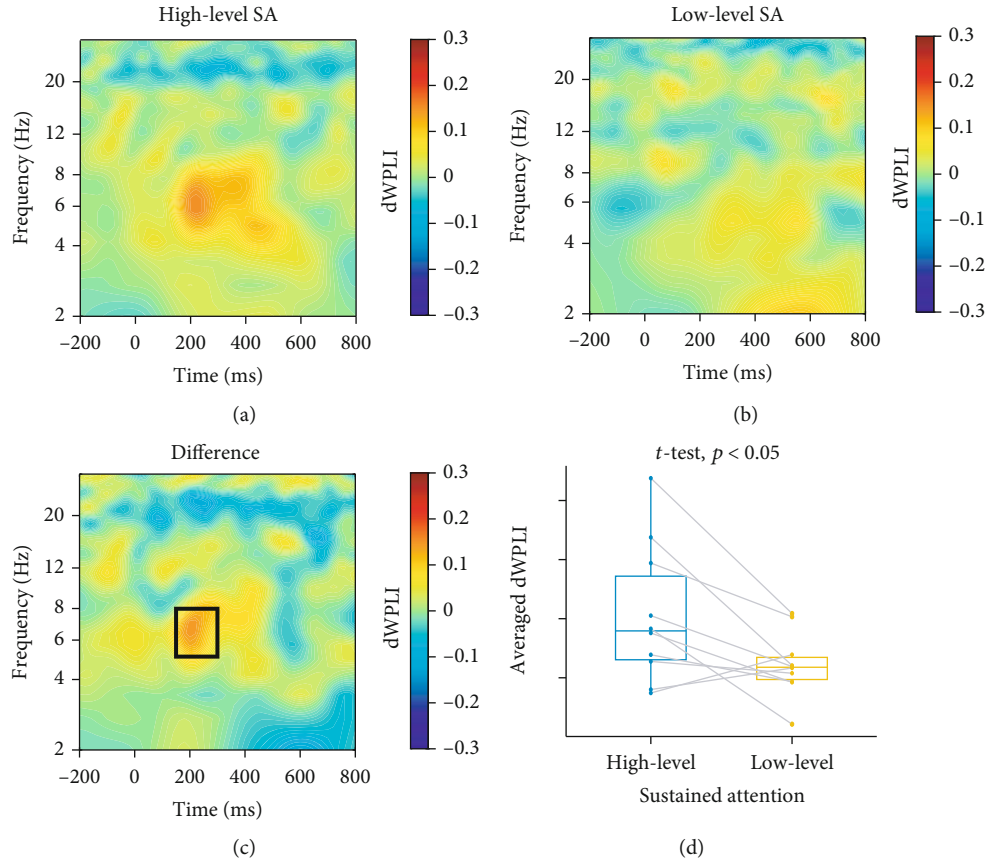 High-level SA
Frequency (Hz)
20
12
8
6
4
2
–200 0 200 400 600 800
Time (ms)
0.3
0.2
0.1
0
–0.1
–0.2
–0.3
dWPLI
(a)
Low-level SA
Frequency (Hz)
20
12
8
6
4
2
–200 0 200 400 600 800
Time (ms)
0.3
0.2
0.1
0
–0.1
–0.2
–0.3
dWPLI
(b)
Difference
Frequency (Hz)
20
12
8
6
4
2
–200 0 200 400 600 800
Time (ms)
0.3
0.2
0.1
0
–0.1
–0.2
–0.3
dWPLI
(c)
t-test, p < 0.05
Averaged dWPLI
High-level Low-level
Sustained attention
(d)